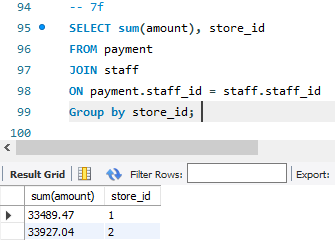 94 -- 7f
95 SELECT sum(amount), store_id
96 FROM payment
97 JOIN staff
98 ON payment.staff_id = staff.staff_id
99 Group by store_id;
100
Result Grid Filter Rows: Export:
sum(amount) store_id
33489.47 1
33927.04 2